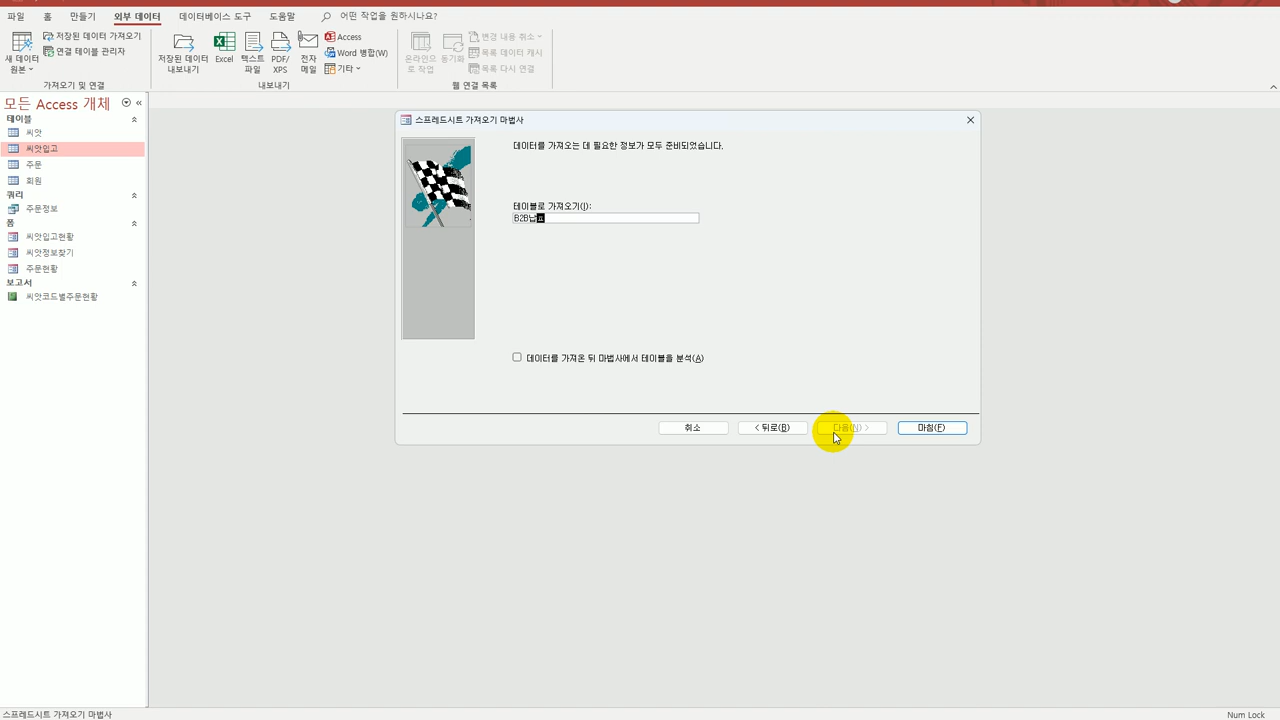 파일 홈 만들기 외부 데이터 데이터베이스 도구 도움말 어떤 작업을 원하시나요?
새 데이터 원본
저장된 데이터 가져오기
연결 테이블 관리자
가져오기 및 연결
저장된 데이터 내보내기
Excel
텍스트 파일
PDF/ XPS
전자 메일
Access
Word 병합(W)
기타
내보내기
온라인으로 작업
동기화
변경 내용 취소
목록 데이터 캐시
목록 다시 연결
웹 연결 목록
모든 Access 개체
테이블
씨앗
씨앗입고
주문
회원
쿼리
주문정보
폼
씨앗입고현황
씨앗정보찾기
주문현황
보고서
씨앗코드별주문현황
스프레드시트 가져오기 마법사
데이터를 가져오는 데 필요한 정보가 모두 준비되었습니다.
테이블로 가져오기(I):
B2B납
데이터를 가져온 뒤 마법사에서 테이블을 분석(A)
취소 < 뒤로(B) 다음(N) > 마침(F)
스프레드시트 가져오기 마법사
Num Lock